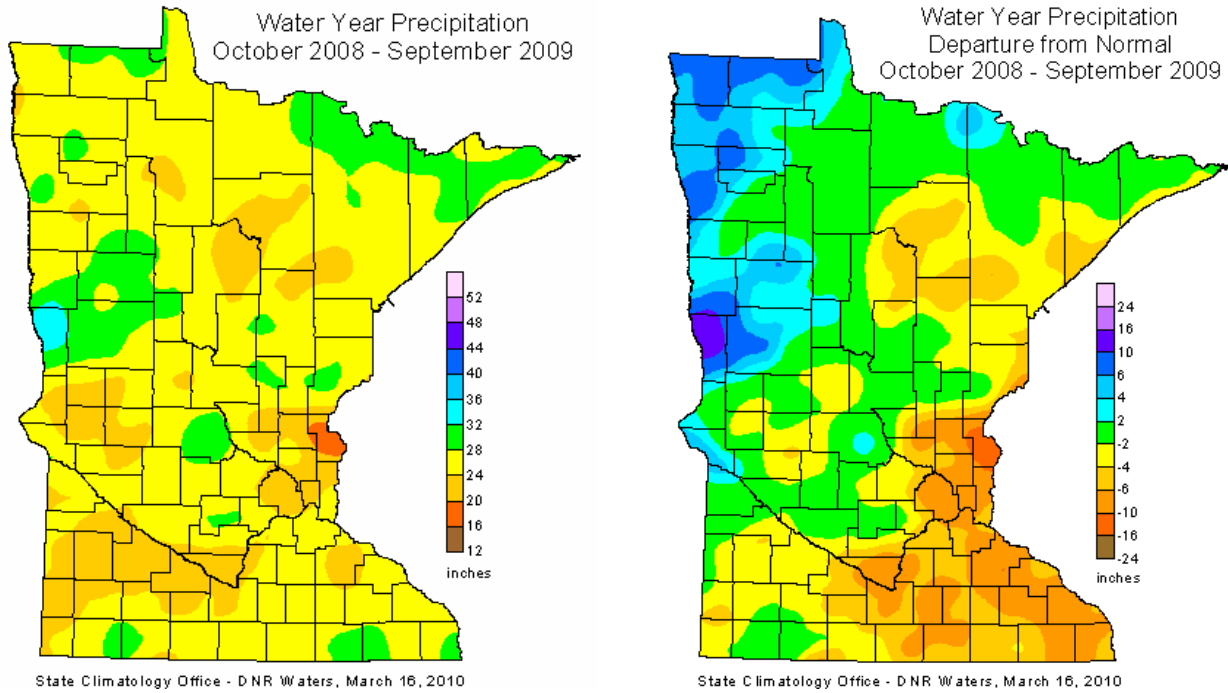 Water Year Precipitation
October 2008 - September 2009
52
48
44
40
36
32
28
24
20
16
12
inches
State Climatology Office - DNR Waters, March 16, 2010
Water Year Precipitation
Departure from Normal
October 2008 - September 2009
24
16
10
6
4
2
-2
-4
-6
-10
-16
-24
inches
State Climatology Office - DNR Waters, March 16, 2010